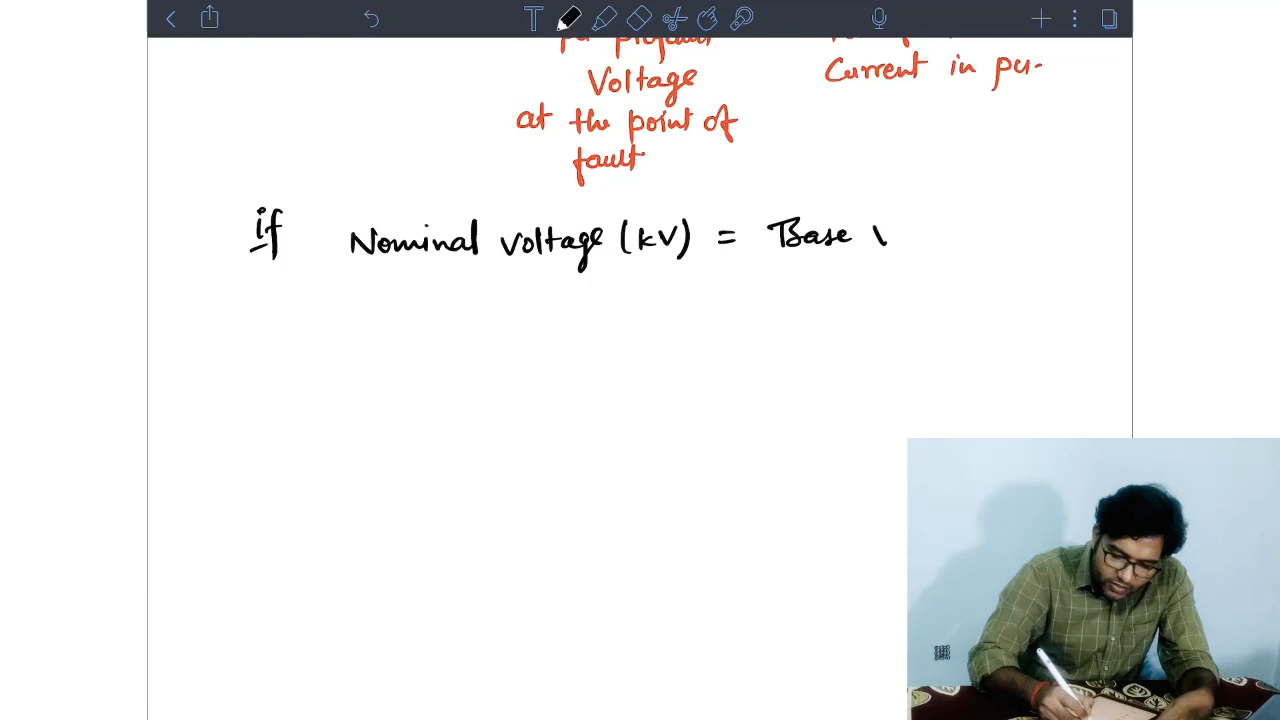 Voltage
Current in pu.
at the point of
fault
if Nominal voltage (kV) = Base